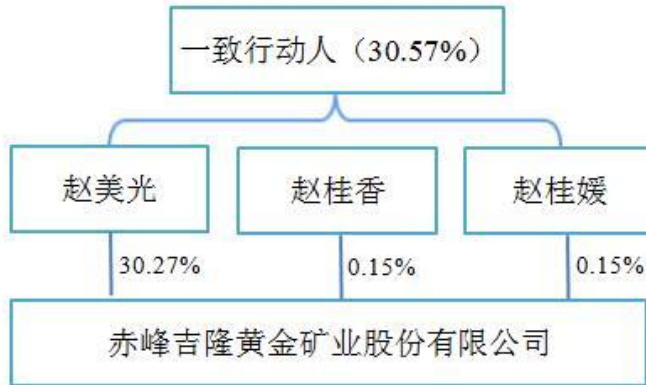 一致行动人（30.57%）
赵美光
赵桂香
赵桂媛
30.27%
0.15%
0.15%
赤峰吉隆黄金矿业股份有限公司